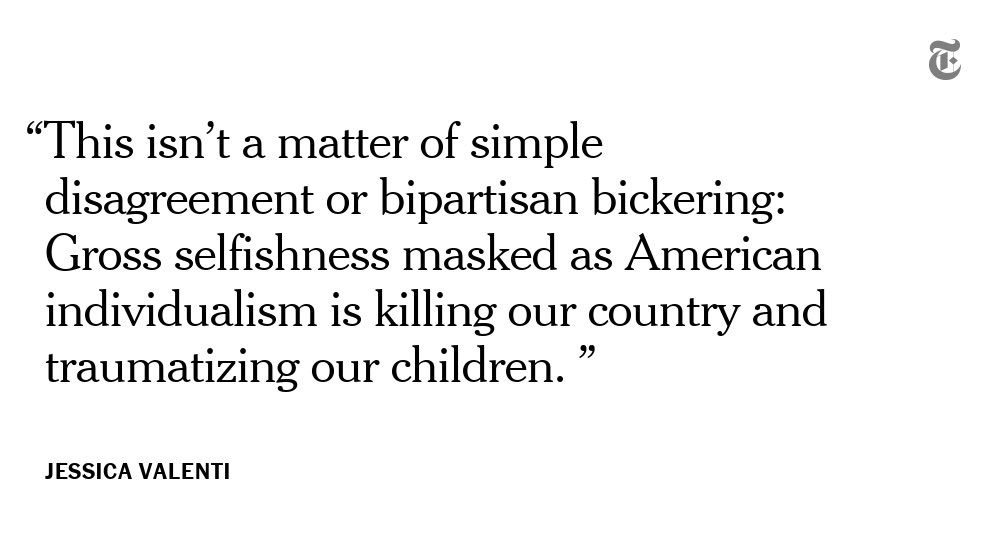 “This isn’t a matter of simple
disagreement or bipartisan bickering:
Gross selfishness masked as American
individualism is killing our country and
traumatizing our children. ”
JESSICA VALENTI